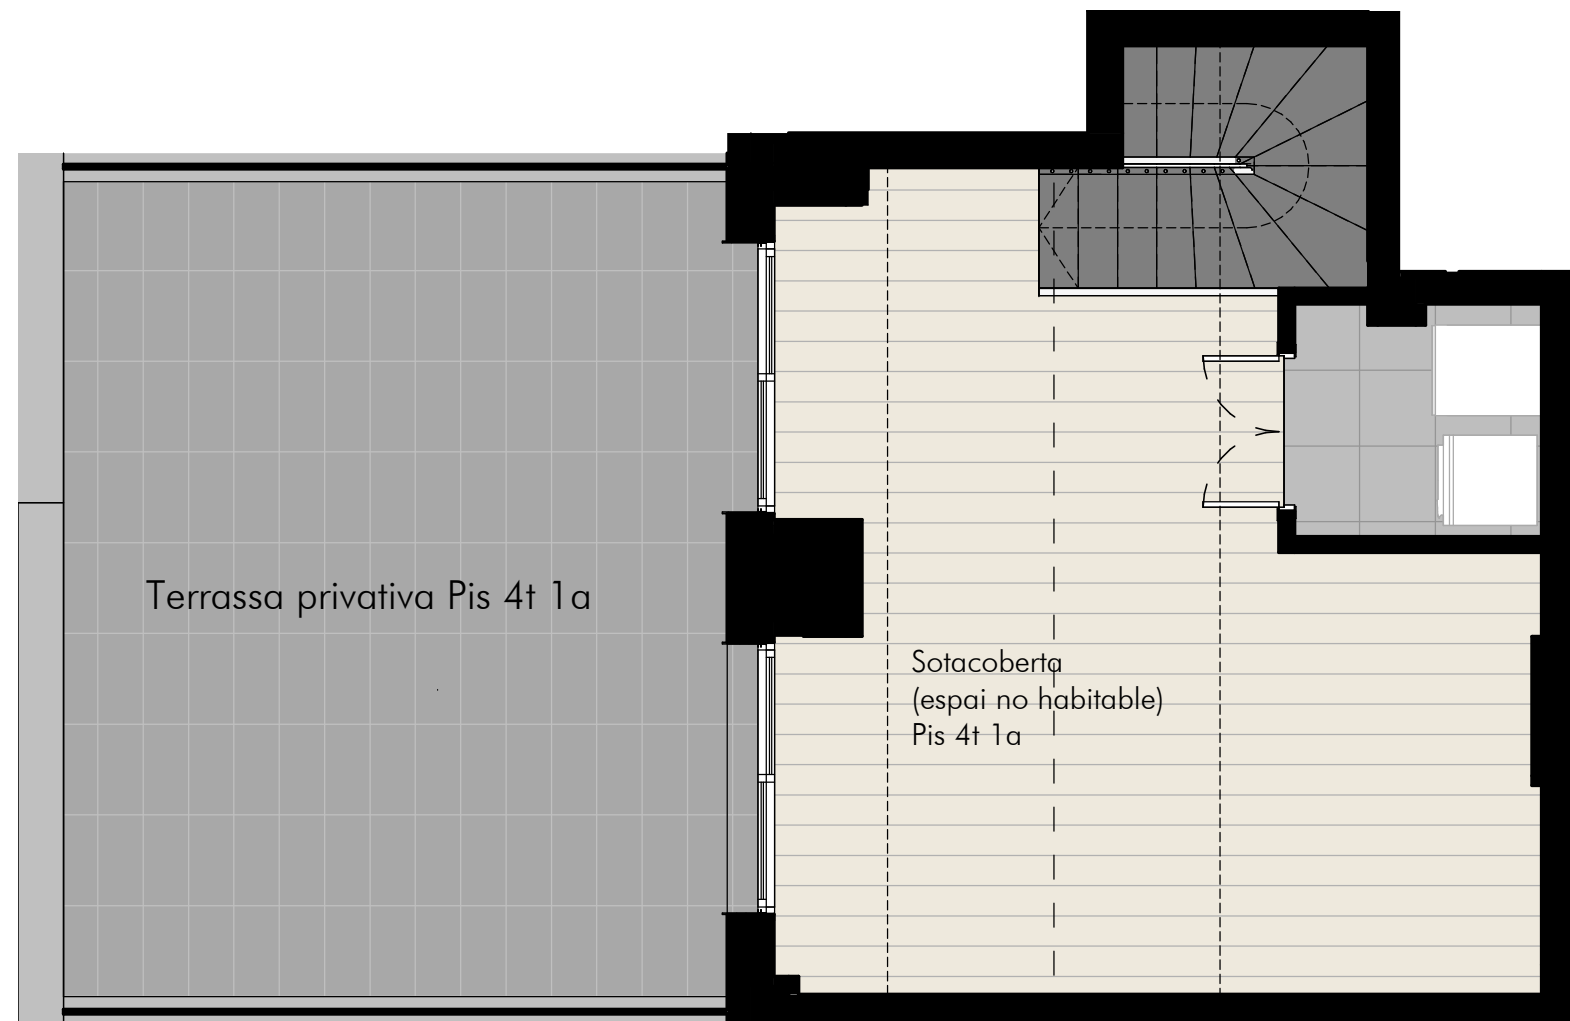 Terrassa privativa Pis 4t 1a
Sotacoberta
(espai no habitable)
Pis 4t 1a